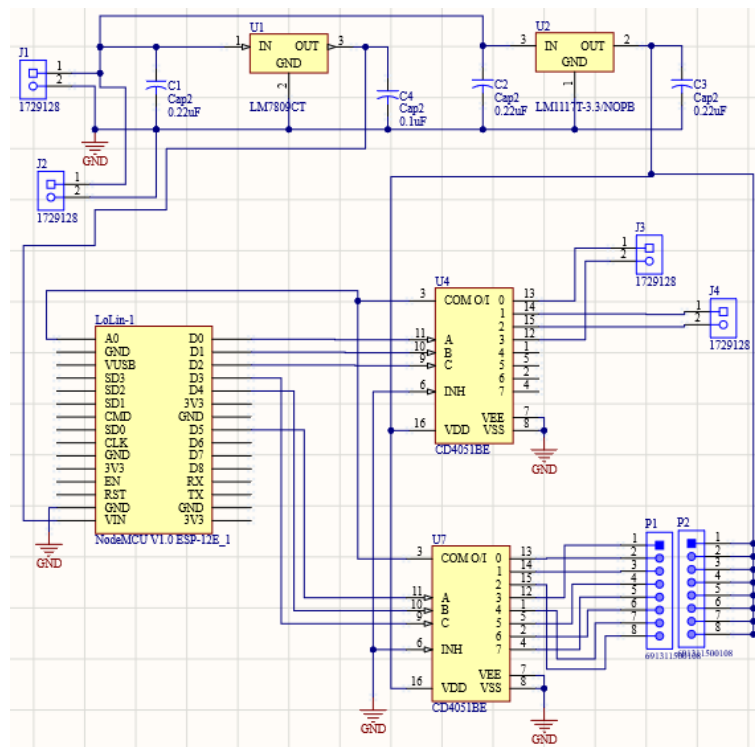 U1
U2
J1
1
2
1729128
1 IN OUT 3
GND
2
LM7809CT
C1
Cap2
0.22uF
C4
Cap2
0.1uF
3 IN OUT 2
GND
1
LM1117T-3.3/NOPB
C2
Cap2
0.22uF
C3
Cap2
0.22uF
GND
J2
1
2
1729128
J3
1
2
1729128
J4
1
2
1729128
U4
3 COM O/I 0 13
1 14
2 15
11 A 3 12
10 B 4 1
9 C 5 5
6 2
6 INH 7 4
VEE 7
16 VDD VSS 8
CD4051BE
GND
LoLin-1
A0 D0
GND D1
VUSB D2
SD3 D3
SD2 D4
SD1 3V3
CMD GND
SD0 D5
CLK D6
GND D7
3V3 D8
EN RX
RST TX
GND GND
VIN 3V3
NodeMCU V1.0 ESP-12E_1
GND
U7
3 COM O/I 0 13
1 14
2 15
11 A 3 12
10 B 4 1
9 C 5 5
6 2
6 INH 7 4
VEE 7
16 VDD VSS 8
CD4051BE
GND
GND
P1
1
2
3
4
5
6
7
8
691311500108
P2
1
2
3
4
5
6
7
8